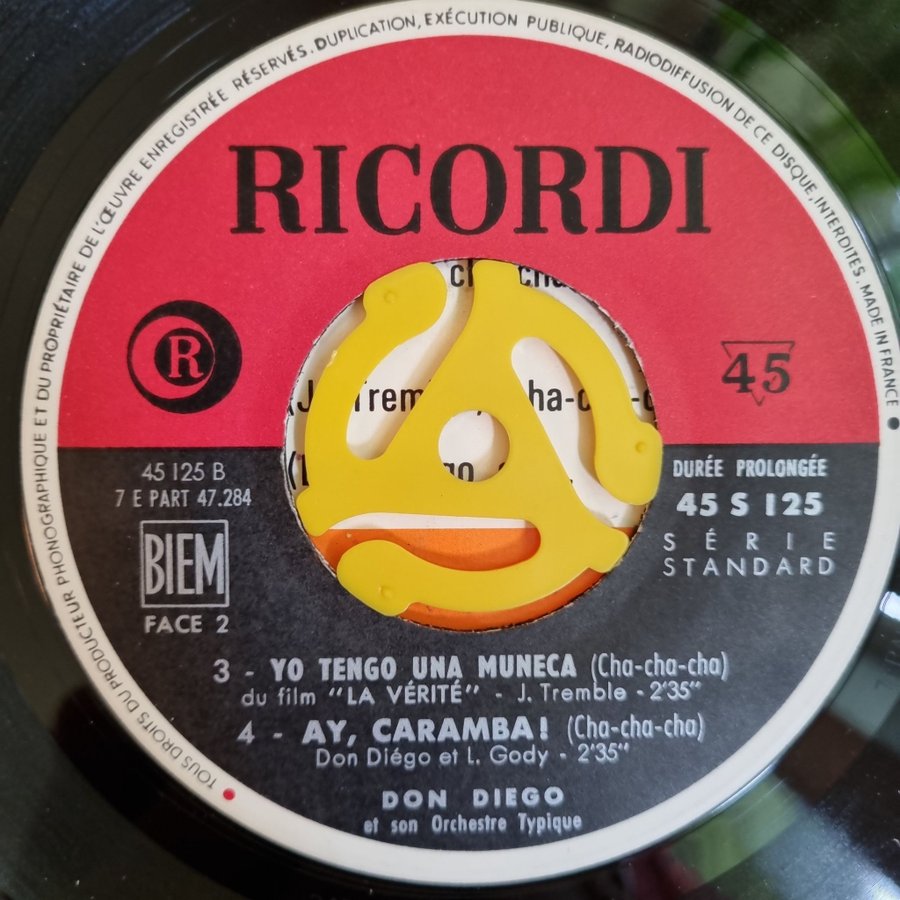 TOUS DROITS DU PRODUCTEUR PHONOGRAPHIQUE ET DU PROPRIÉTAIRE DE L'ŒUVRE ENREGISTRÉE RÉSERVÉS. DUPLICATION, EXÉCUTION PUBLIQUE, RADIODIFFUSION DE CE DISQUE, INTERDITES. MADE IN FRANCE
RICORDI
R
45
45 125 B
7 E PART 47.284
BIEM
FACE 2
DURÉE PROLONGÉE
45 S 125
SÉRIE
STANDARD
3 - YO TENGO UNA MUNECA (Cha-cha-cha)
du film "LA VÉRITÉ" - J. Tremble - 2'35"
4 - AY, CARAMBA! (Cha-cha-cha)
Don Diégo et L. Gody - 2'35"
DON DIEGO
et son Orchestre Typique